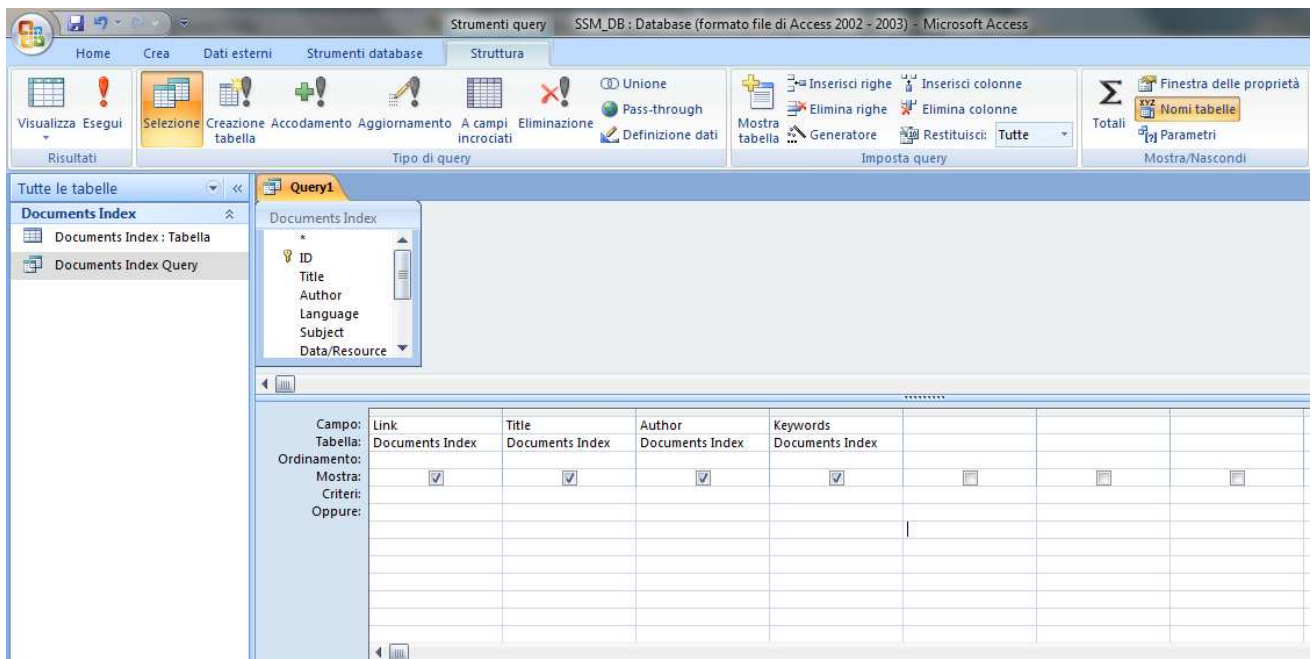 Strumenti query SSM_DB : Database (formato file di Access 2002 - 2003) - Microsoft Access
Home Crea Dati esterni Strumenti database Struttura
Visualizza Esegui
Risultati
Selezione Creazione tabella Accodamento Aggiornamento A campi incrociati Eliminazione
Unione
Pass-through
Definizione dati
Tipo di query
Mostra tabella
Inserisci righe Inserisci colonne
Elimina righe Elimina colonne
Generatore Restituisci: Tutte
Imposta query
Totali
Finestra delle proprietà
XYZ Nomi tabelle
[?] Parametri
Mostra/Nascondi
Tutte le tabelle «
Documents Index
Documents Index : Tabella
Documents Index Query
Query1
Documents Index
*
ID
Title
Author
Language
Subject
Data/Resource
Campo: Link Title Author Keywords
Tabella: Documents Index Documents Index Documents Index Documents Index
Ordinamento:
Mostra:
Criteri:
Oppure: